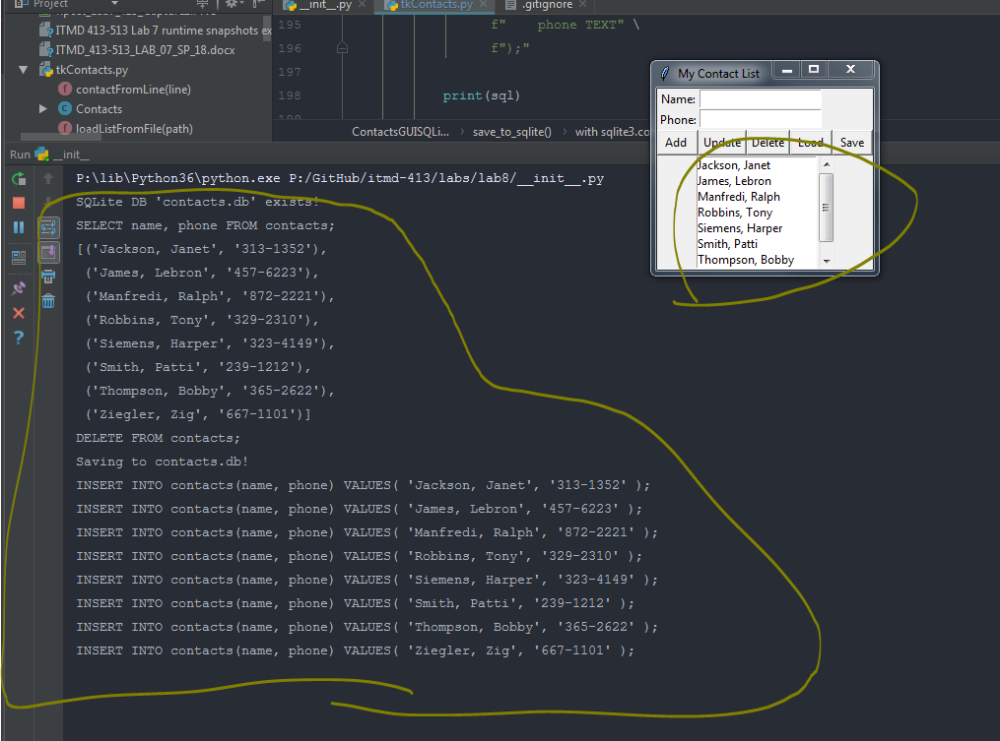 Project
__init__.py
tkContacts.py
.gitignore
ITMD 413-513 Lab 7 runtime snapshots ex
ITMD_413-513_LAB_07_SP_18.docx
tkContacts.py
contactFromLine(line)
Contacts
loadListFromFile(path)
195 f"    phone TEXT" \
196 f");"
197
198 print(sql)
199
ContactsGUISQLi...
save_to_sqlite()
with sqlite3.co
My Contact List
Name:
Phone:
Add Update Delete Load Save
Jackson, Janet
James, Lebron
Manfredi, Ralph
Robbins, Tony
Siemens, Harper
Smith, Patti
Thompson, Bobby
Run __init__
P:\lib\Python36\python.exe P:/GitHub/itmd-413/labs/lab8/__init__.py
SQLite DB 'contacts.db' exists!
SELECT name, phone FROM contacts;
[('Jackson, Janet', '313-1352'),
('James, Lebron', '457-6223'),
('Manfredi, Ralph', '872-2221'),
('Robbins, Tony', '329-2310'),
('Siemens, Harper', '323-4149'),
('Smith, Patti', '239-1212'),
('Thompson, Bobby', '365-2622'),
('Ziegler, Zig', '667-1101')]
DELETE FROM contacts;
Saving to contacts.db!
INSERT INTO contacts(name, phone) VALUES( 'Jackson, Janet', '313-1352' );
INSERT INTO contacts(name, phone) VALUES( 'James, Lebron', '457-6223' );
INSERT INTO contacts(name, phone) VALUES( 'Manfredi, Ralph', '872-2221' );
INSERT INTO contacts(name, phone) VALUES( 'Robbins, Tony', '329-2310' );
INSERT INTO contacts(name, phone) VALUES( 'Siemens, Harper', '323-4149' );
INSERT INTO contacts(name, phone) VALUES( 'Smith, Patti', '239-1212' );
INSERT INTO contacts(name, phone) VALUES( 'Thompson, Bobby', '365-2622' );
INSERT INTO contacts(name, phone) VALUES( 'Ziegler, Zig', '667-1101' );